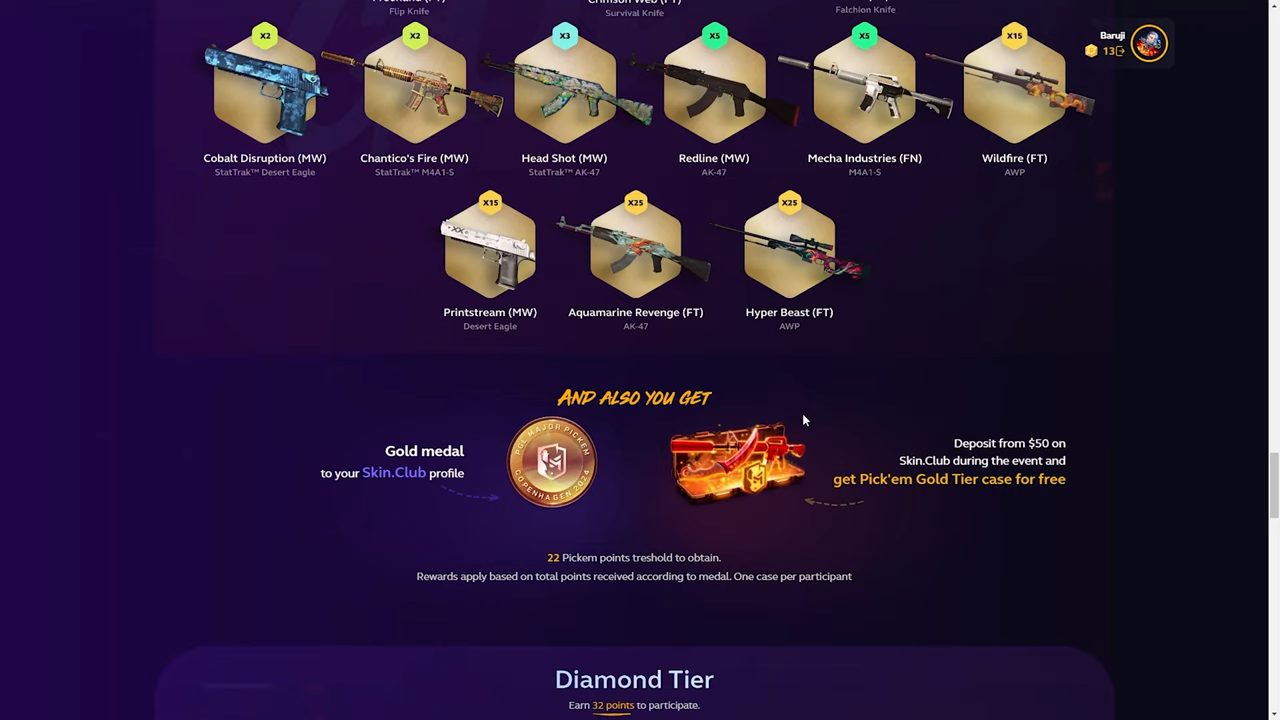 Flip Knife
Survival Knife
Falchion Knife
Baruji
13
X2
X2
X3
X5
X5
X15
Cobalt Disruption (MW)
StatTrak™ Desert Eagle
Chantico's Fire (MW)
StatTrak™ M4A1-S
Head Shot (MW)
StatTrak™ AK-47
Redline (MW)
AK-47
Mecha Industries (FN)
M4A1-S
Wildfire (FT)
AWP
X15
X25
X25
Printstream (MW)
Desert Eagle
Aquamarine Revenge (FT)
AK-47
Hyper Beast (FT)
AWP
AND ALSO YOU GET
Gold medal
to your Skin.Club profile
PGL MAJOR PICKEM
COPENHAGEN 2024
Deposit from $50 on
Skin.Club during the event and
get Pick'em Gold Tier case for free
22 Pickem points treshold to obtain.
Rewards apply based on total points received according to medal. One case per participant
Diamond Tier
Earn 32 points to participate.